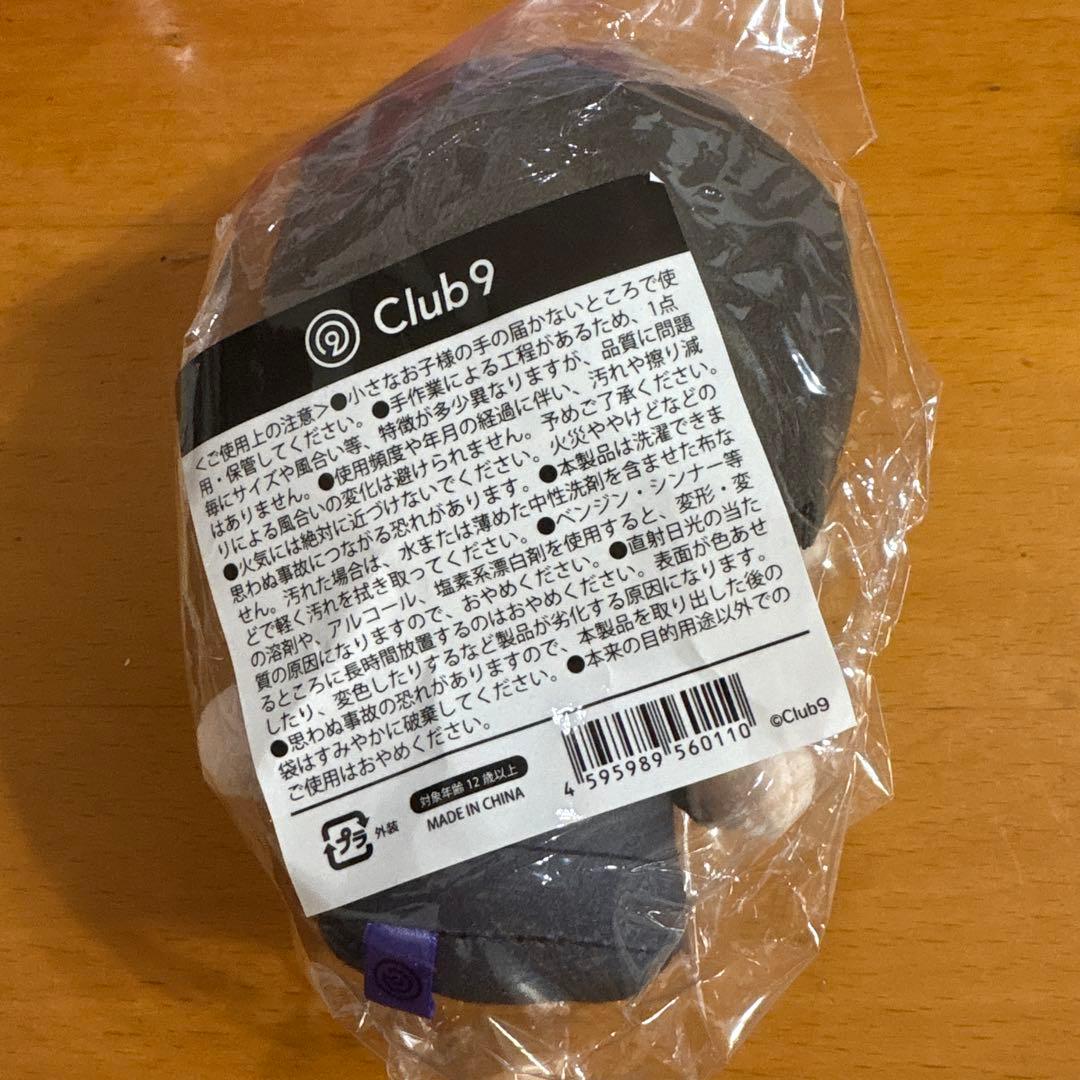 Club9
<ご使用上の注意>●小さなお子様の手の届かないところで使
用・保管してください。●手作業による工程があるため、1点
毎にサイズや風合い等、特徴が多少異なりますが、品質に問題
はありません。●使用頻度や年月の経過に伴い、汚れや擦り減
りによる風合いの変化は避けられません。予めご了承ください。
●火気には絶対に近づけないでください。火災ややけどなどの
思わぬ事故につながる恐れがあります。●本製品は洗濯できま
せん。汚れた場合は、水または薄めた中性洗剤を含ませた布な
どで軽く汚れを拭き取ってください。●ベンジン・シンナー等
の溶剤や、アルコール、塩素系漂白剤を使用すると、変形・変
質の原因になりますので、おやめください。●直射日光の当た
るところに長時間放置するのはおやめください。表面が色あせ
したり、変色したりするなど製品が劣化する原因になります。
●思わぬ事故の恐れがありますので、本製品を取り出した後の
袋はすみやかに破棄してください。●本来の目的用途以外での
ご使用はおやめください。
プラ 外装
対象年齢12歳以上
MADE IN CHINA
4 595989 560110
©Club9